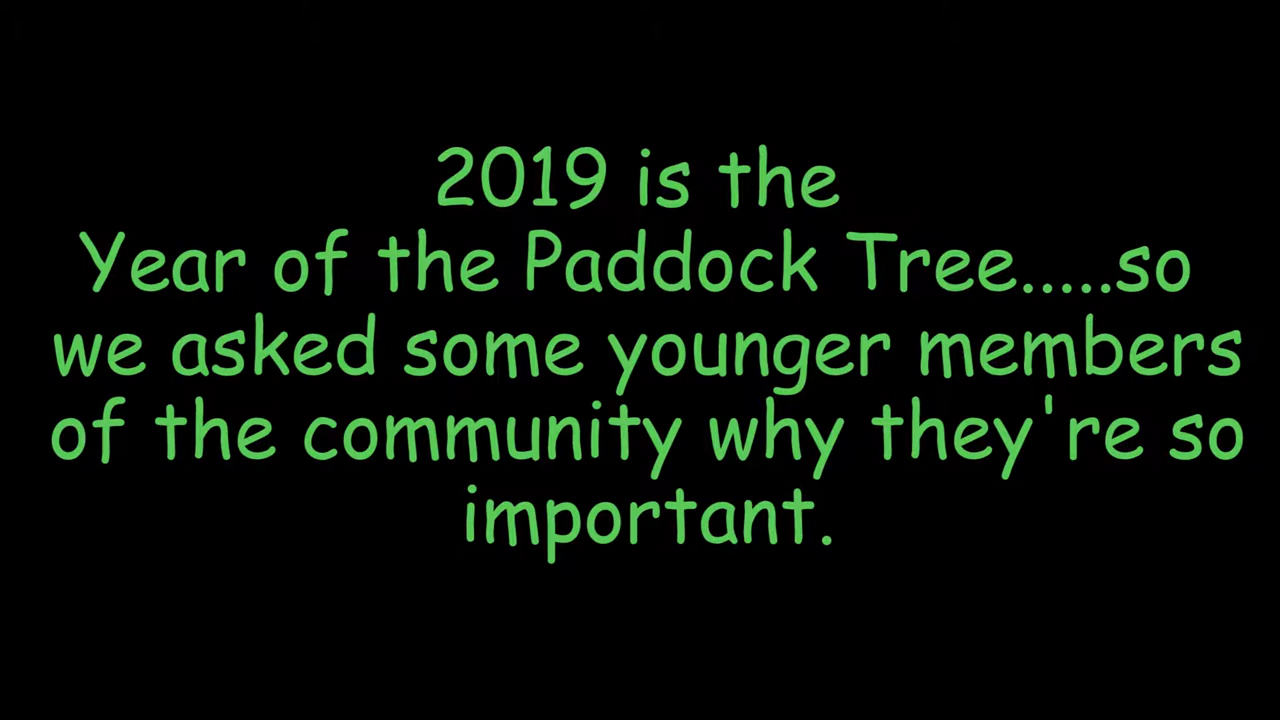 2019 is the
Year of the Paddock Tree.....so
we asked some younger members
of the community why they're so
important.